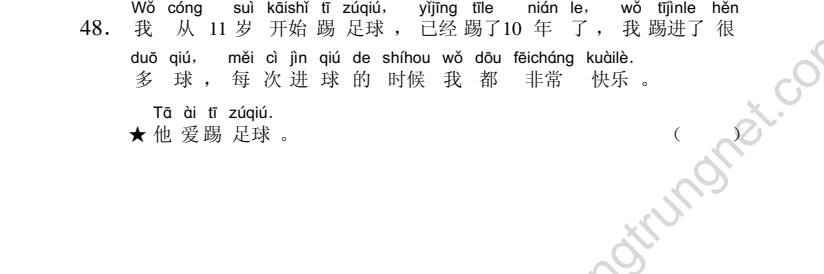 Wǒ cóng suì kāishǐ tī zúqiú, yǐjīng tīle nián le, wǒ tījìnle hěn
48. 我 从 11 岁 开始 踢 足球 ，已经 踢了10 年 了 ，我 踢进了 很
duō qiú, měi cì jìn qiú de shíhou wǒ dōu fēicháng kuàilè.
多 球 ，每 次 进 球 的 时候 我 都 非常 快乐 。
Tā ài tī zúqiú.
★ 他 爱 踢 足球 。 （ ）
ngtrungnet.co